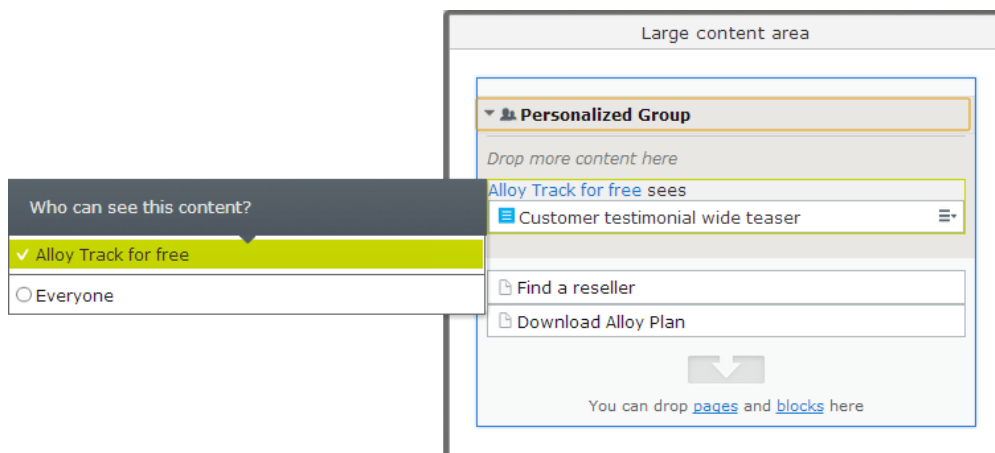 Large content area
Personalized Group
Drop more content here
Alloy Track for free sees
Customer testimonial wide teaser
Who can see this content?
Alloy Track for free
Everyone
Find a reseller
Download Alloy Plan
You can drop pages and blocks here